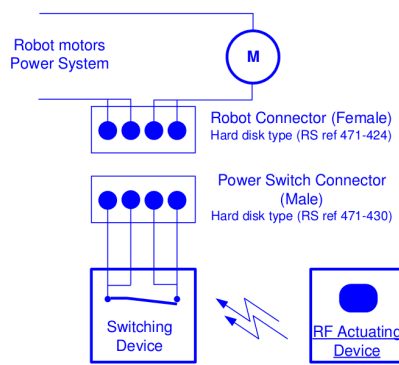 Robot motors
Power System
M
Robot Connector (Female)
Hard disk type (RS ref 471-424)
Power Switch Connector
(Male)
Hard disk type (RS ref 471-430)
Switching
Device
RF Actuating
Device